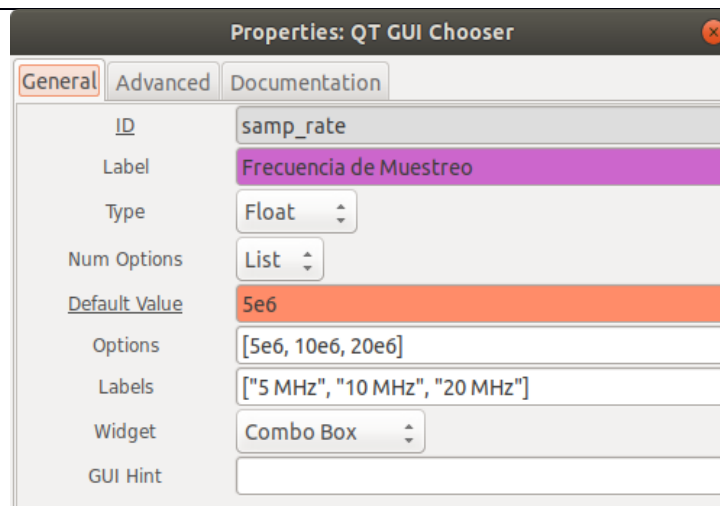 Properties: QT GUI Chooser
General Advanced Documentation
ID samp_rate
Label Frecuencia de Muestreo
Type Float
Num Options List
Default Value 5e6
Options [5e6, 10e6, 20e6]
Labels ["5 MHz", "10 MHz", "20 MHz"]
Widget Combo Box
GUI Hint